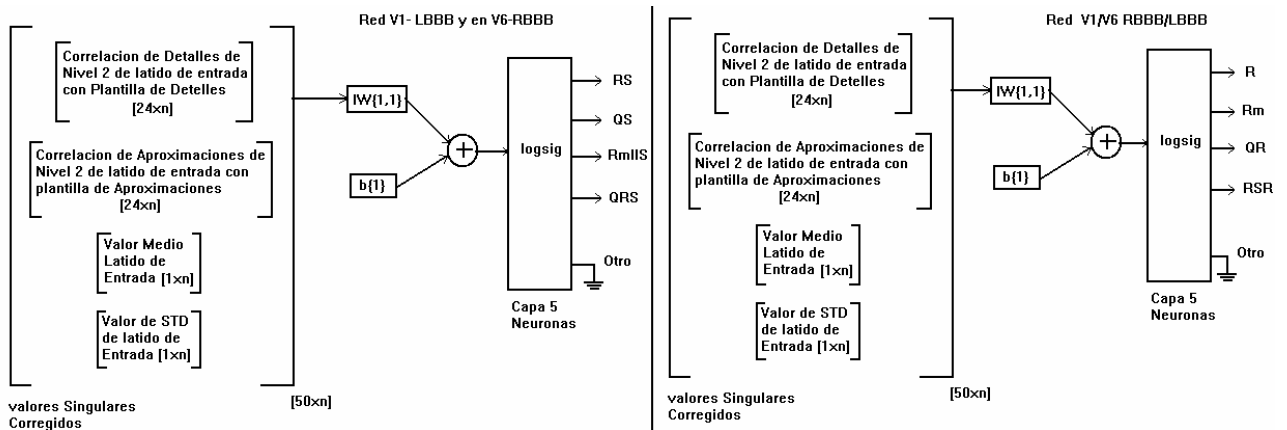 Red V1- LBBB y en V6-RBBB
Correlacion de Detalles de
Nivel 2 de latido de entrada
con Plantilla de Detelles
[24xn]
Correlacion de Aproximaciones de
Nivel 2 de latido de entrada con
plantilla de Aproximaciones
[24xn]
Valor Medio
Latido de
Entrada [1xn]
Valor de STD
de latido de
Entrada [1xn]
valores Singulares
Corregidos
[50xn]
IW{1,1}
b{1}
+
logsig
RS
QS
RmIIS
QRS
Otro
Capa 5
Neuronas
Red V1/V6 RBBB/LBBB
Correlacion de Detalles de
Nivel 2 de latido de entrada
con Plantilla de Detelles
[24xn]
Correlacion de Aproximaciones de
Nivel 2 de latido de entrada con
plantilla de Aproximaciones
[24xn]
Valor Medio
Latido de
Entrada [1xn]
Valor de STD
de latido de
Entrada [1xn]
valores Singulares
Corregidos
[50xn]
IW{1,1}
b{1}
+
logsig
R
Rm
QR
RSR
Otro
Capa 5
Neuronas